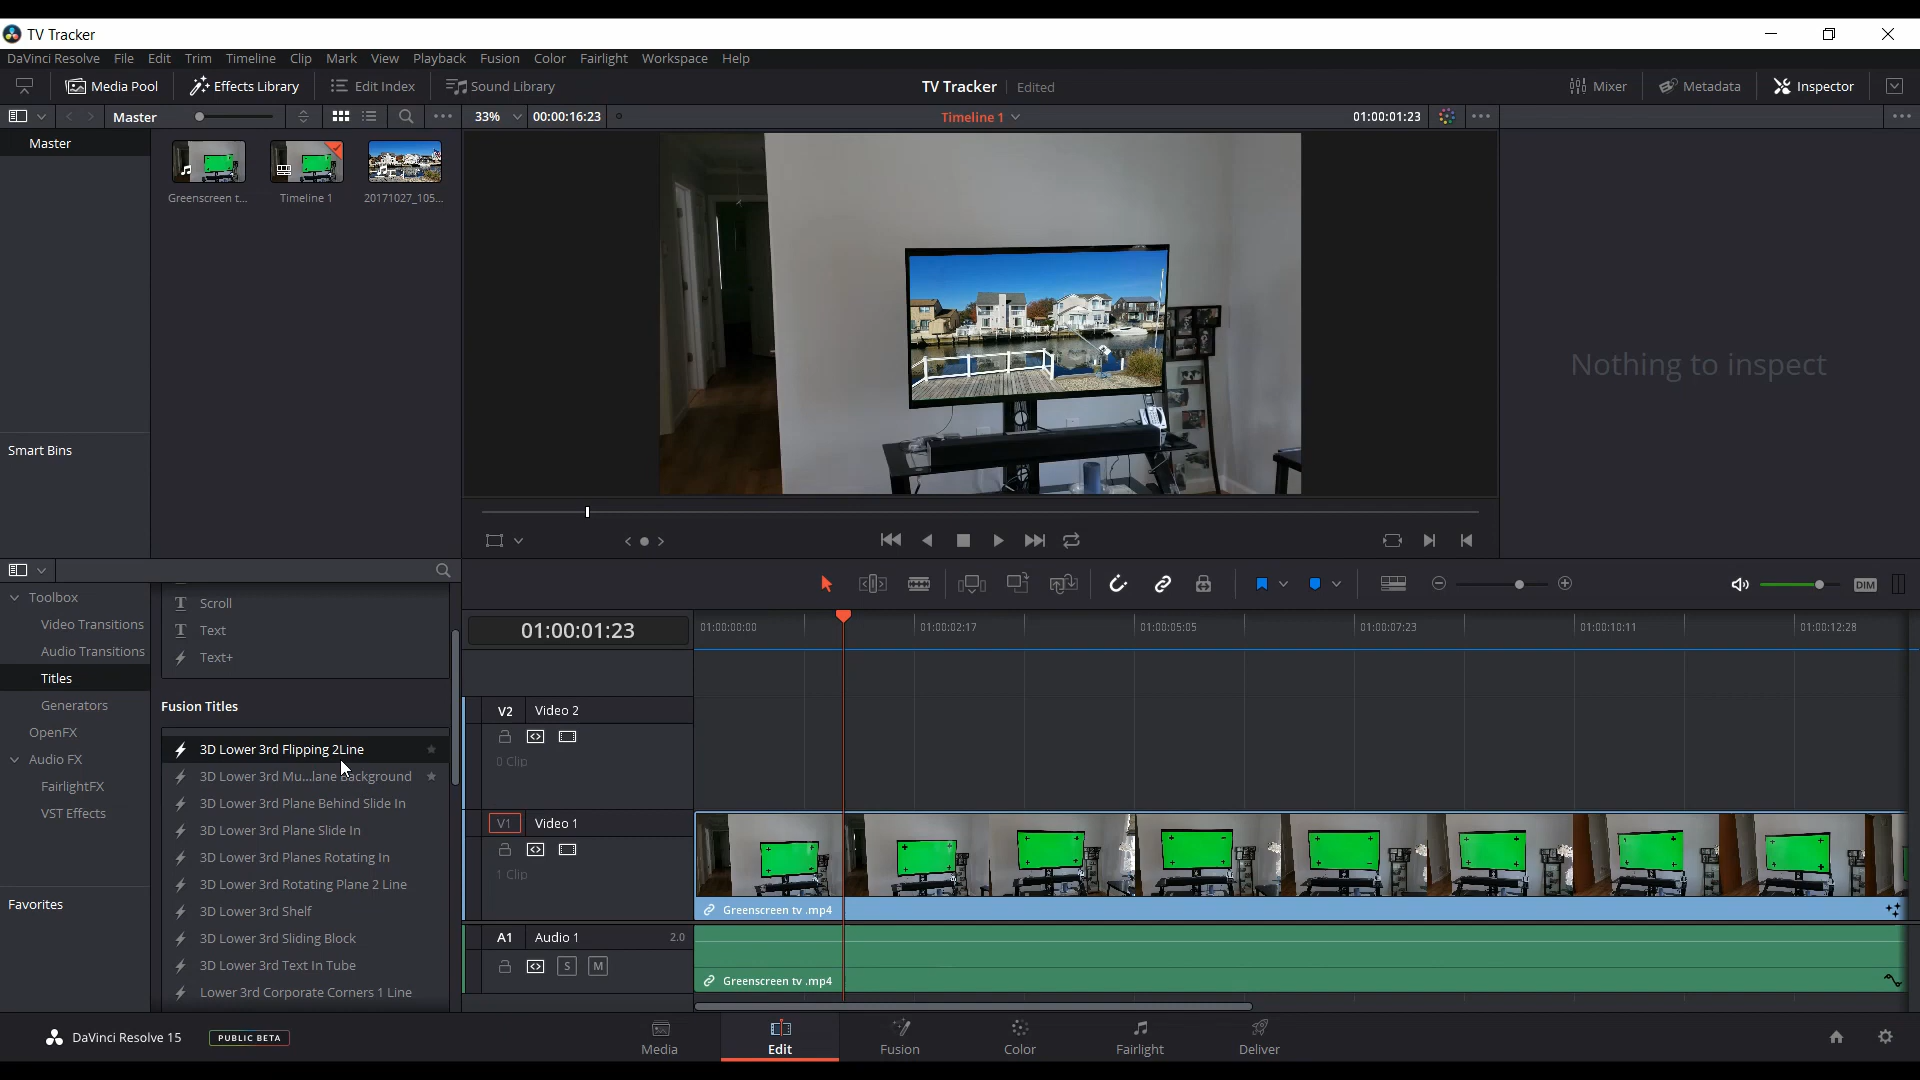 TV Tracker
DaVinci Resolve File Edit Trim Timeline Clip Mark View Playback Fusion Color Fairlight Workspace Help
Media Pool Effects Library Edit Index Sound Library TV Tracker Edited Mixer Metadata Inspector
Master 33% 00:00:16:23 Timeline 1 01:00:01:23
Master
Greenscreen t... Timeline 1 20171027_105...
Nothing to inspect
Smart Bins
Toolbox
Video Transitions
Audio Transitions
Titles
Generators
OpenFX
Audio FX
FairlightFX
VST Effects
Favorites
Scroll
Text
Text+
Fusion Titles
3D Lower 3rd Flipping 2Line
3D Lower 3rd Mu...lane Background
3D Lower 3rd Plane Behind Slide In
3D Lower 3rd Plane Slide In
3D Lower 3rd Planes Rotating In
3D Lower 3rd Rotating Plane 2 Line
3D Lower 3rd Shelf
3D Lower 3rd Sliding Block
3D Lower 3rd Text In Tube
Lower 3rd Corporate Corners 1 Line
DIM
01:00:01:23 01:00:00:00 01:00:02:17 01:00:05:05 01:00:07:23 01:00:10:11 01:00:12:28
V2 Video 2
0 Clip
V1 Video 1
1 Clip
Greenscreen tv .mp4
A1 Audio 1 2.0
S M
Greenscreen tv .mp4
DaVinci Resolve 15 PUBLIC BETA
Media Edit Fusion Color Fairlight Deliver